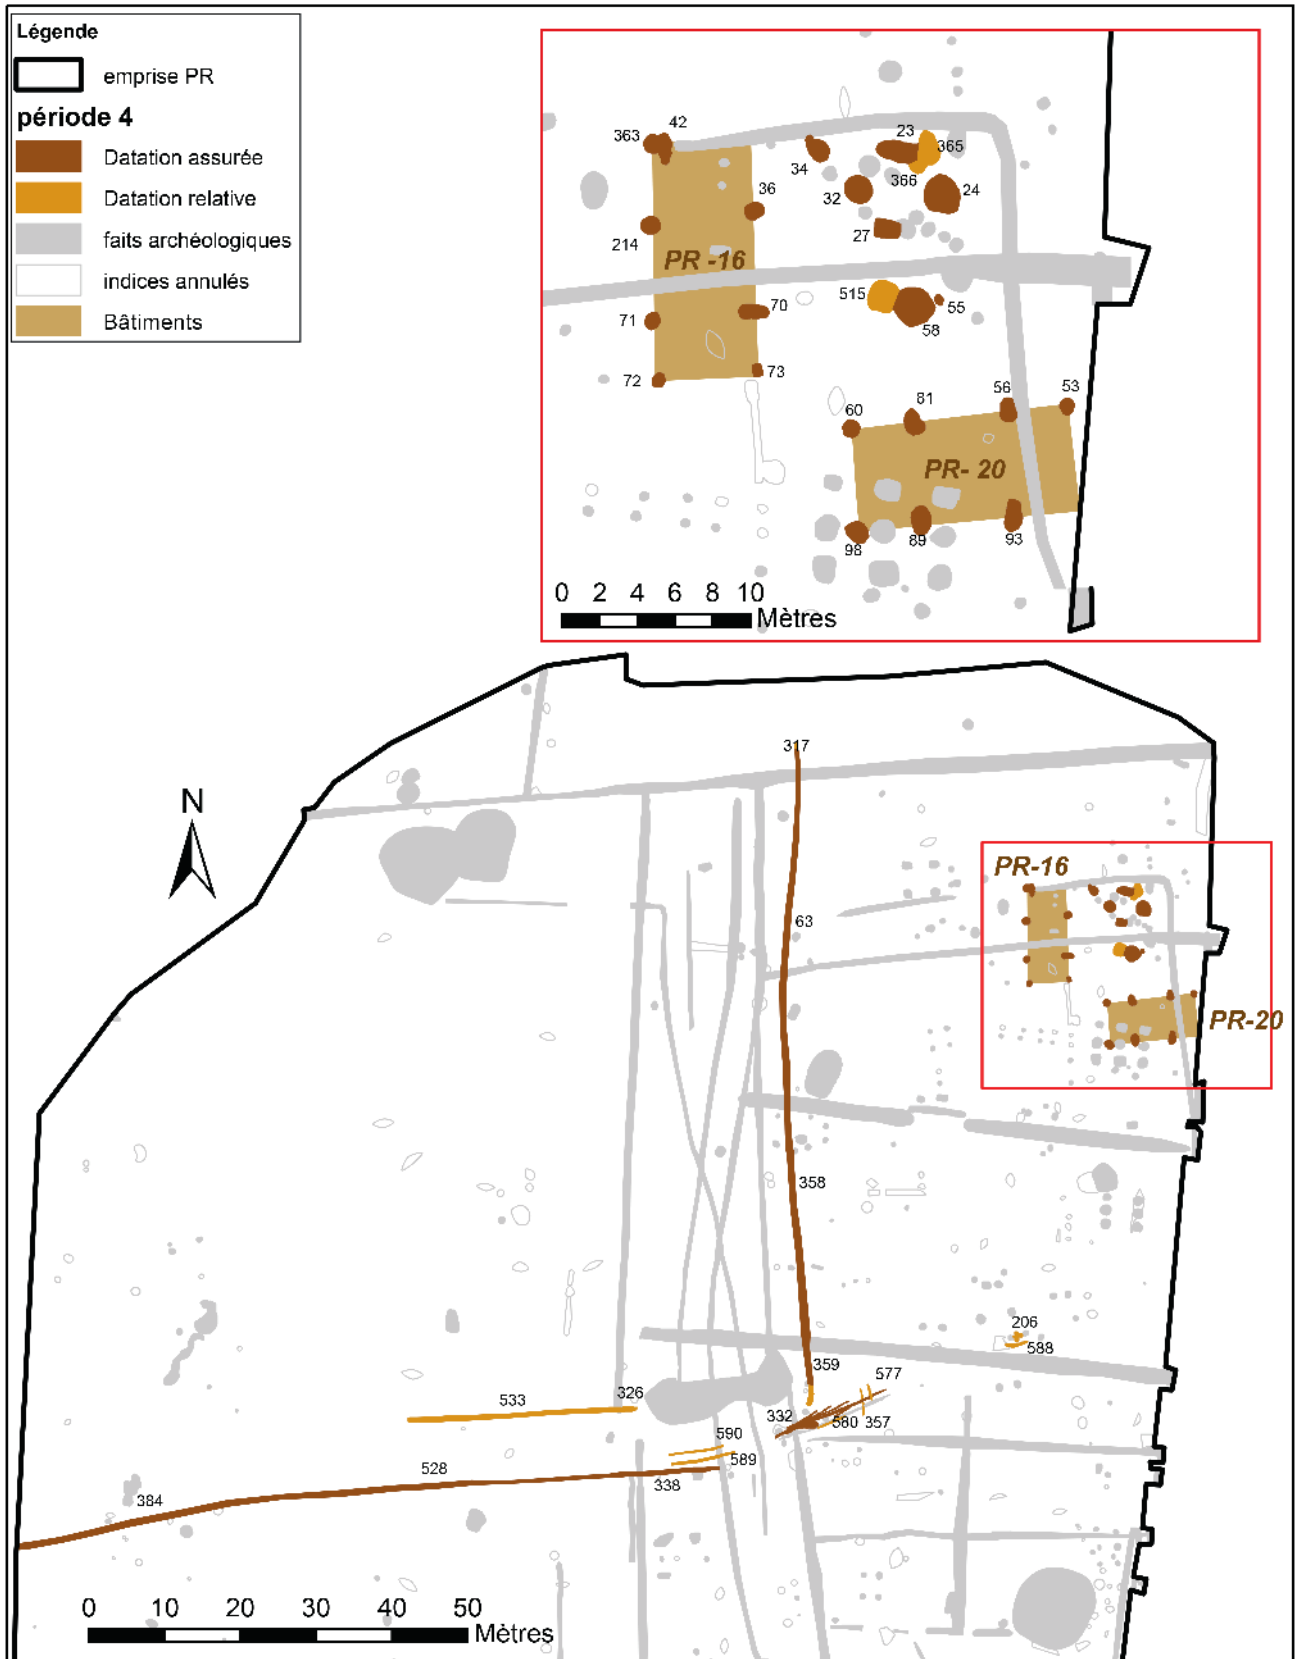 Légende
emprise PR
période 4
Datation assurée
Datation relative
faits archéologiques
indices annulés
Bâtiments
42
363
23
365
34
366
36
32
24
214
27
PR -16
515
55
70
71
58
72
73
56
53
81
60
PR- 20
98
89
93
0 2 4 6 8 10
Mètres
317
N
PR-16
63
PR-20
358
206
588
359
577
326
533
332
580
357
590
589
528
338
384
0 10 20 30 40 50
Mètres